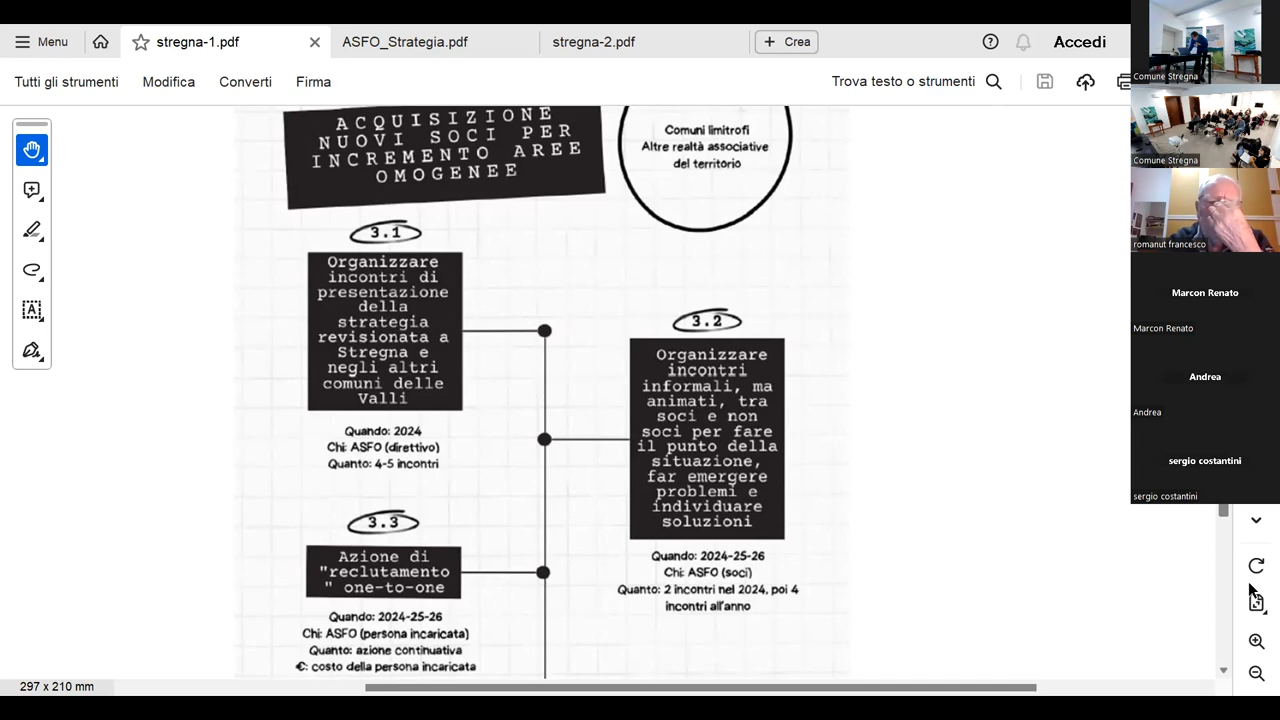 Menu
stregna-1.pdf
ASFO_Strategia.pdf
stregna-2.pdf
Crea
Accedi
Tutti gli strumenti
Modifica
Converti
Firma
Trova testo o strumenti
ACQUISIZIONE
NUOVI SOCI PER
INCREMENTO AREE
OMOGENEE
Comuni limitrofi
Altre realtà associative
del territorio
3.1
Organizzare
incontri di
presentazione
della
strategia
revisionata a
Stregna e
negli altri
comuni delle
Valli
Quando: 2024
Chi: ASFO (direttivo)
Quanto: 4-5 incontri
3.2
Organizzare
incontri
informali, ma
animati, tra
soci e non
soci per fare
il punto della
situazione,
far emergere
problemi e
individuare
soluzioni
Quando: 2024-25-26
Chi: ASFO (soci)
Quanto: 2 incontri nel 2024, poi 4
incontri all'anno
3.3
Azione di
"reclutamento
" one-to-one
Quando: 2024-25-26
Chi: ASFO (persona incaricata)
Quanto: azione continuativa
€: costo della persona incaricata
297 x 210 mm
Comune Stregna
Comune Stregna
romanut francesco
Marcon Renato
Marcon Renato
Andrea
Andrea
sergio costantini
sergio costantini